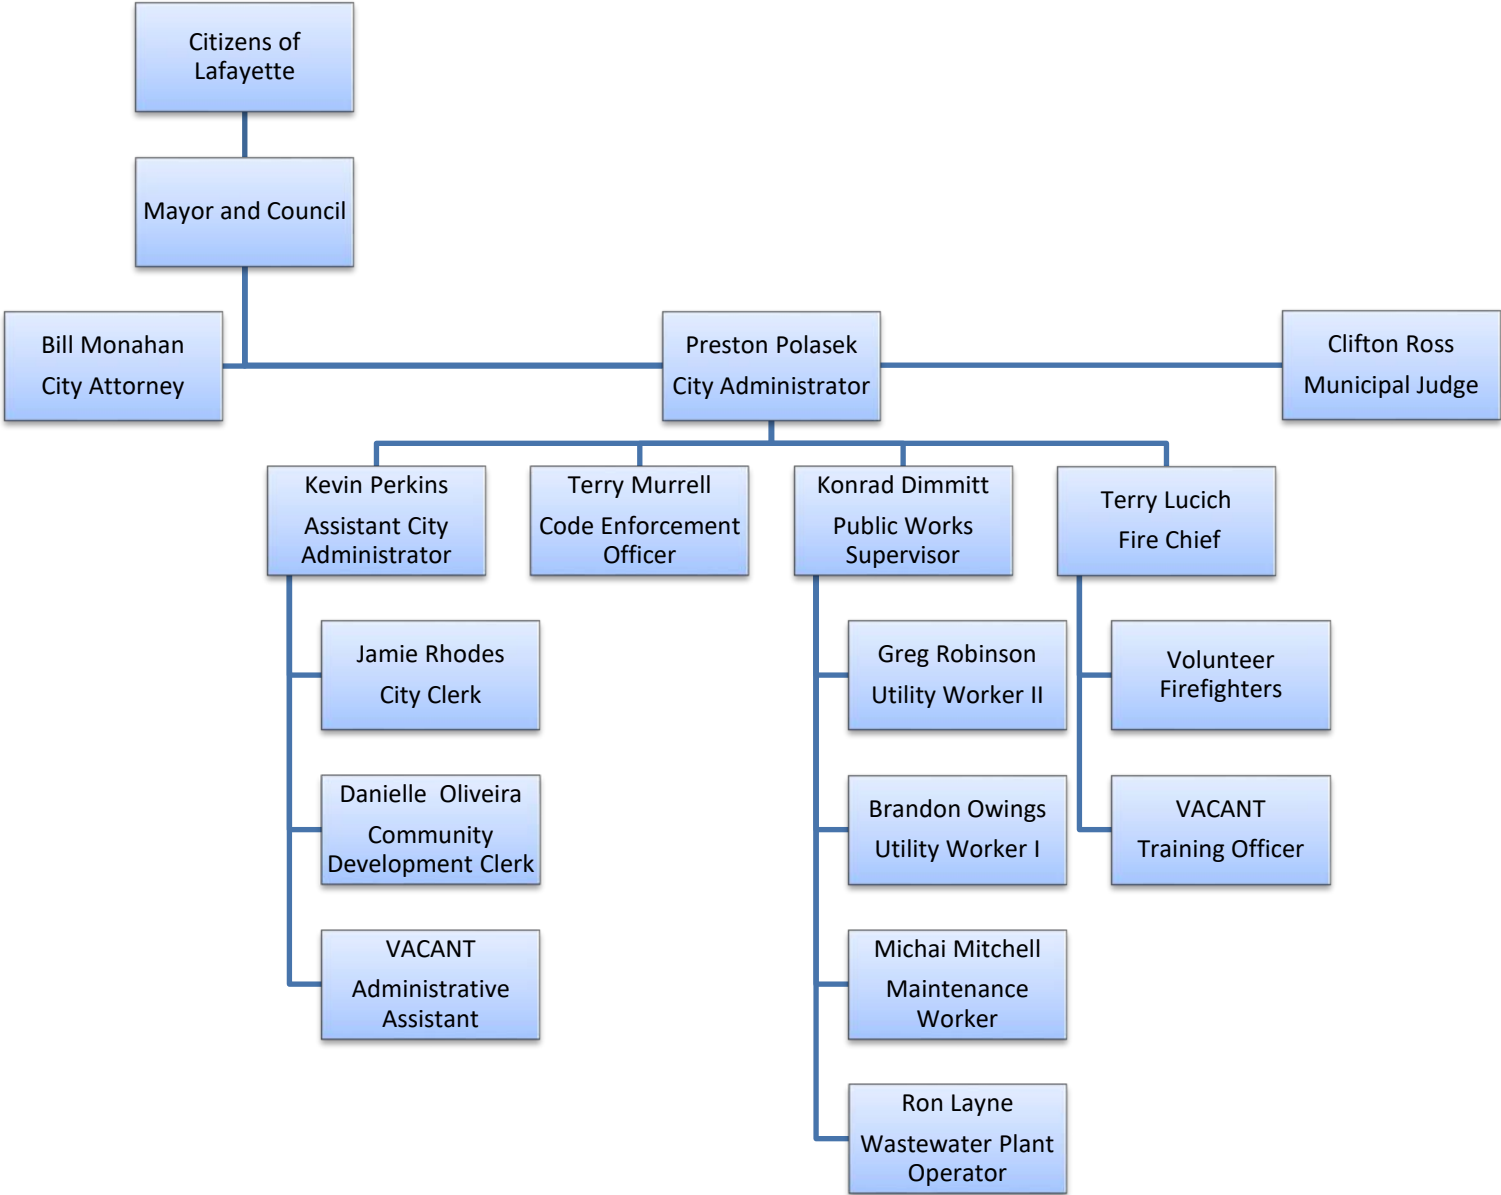 Citizens of
Lafayette
Mayor and Council
Bill Monahan
City Attorney
Preston Polasek
City Administrator
Clifton Ross
Municipal Judge
Kevin Perkins
Assistant City
Administrator
Terry Murrell
Code Enforcement
Officer
Konrad Dimmitt
Public Works
Supervisor
Terry Lucich
Fire Chief
Jamie Rhodes
City Clerk
Danielle  Oliveira
Community
Development Clerk
VACANT
Administrative
Assistant
Greg Robinson
Utility Worker II
Brandon Owings
Utility Worker I
Michai Mitchell
Maintenance
Worker
Ron Layne
Wastewater Plant
Operator
Volunteer
Firefighters
VACANT
Training Officer